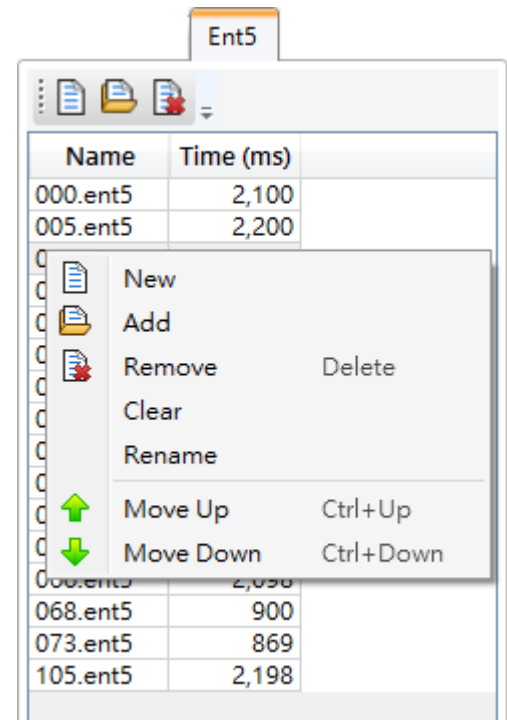 Ent5
Name Time (ms)
000.ent5 2,100
005.ent5 2,200
New
Add
Remove Delete
Clear
Rename
Move Up Ctrl+Up
Move Down Ctrl+Down
068.ent5 900
073.ent5 869
105.ent5 2,198